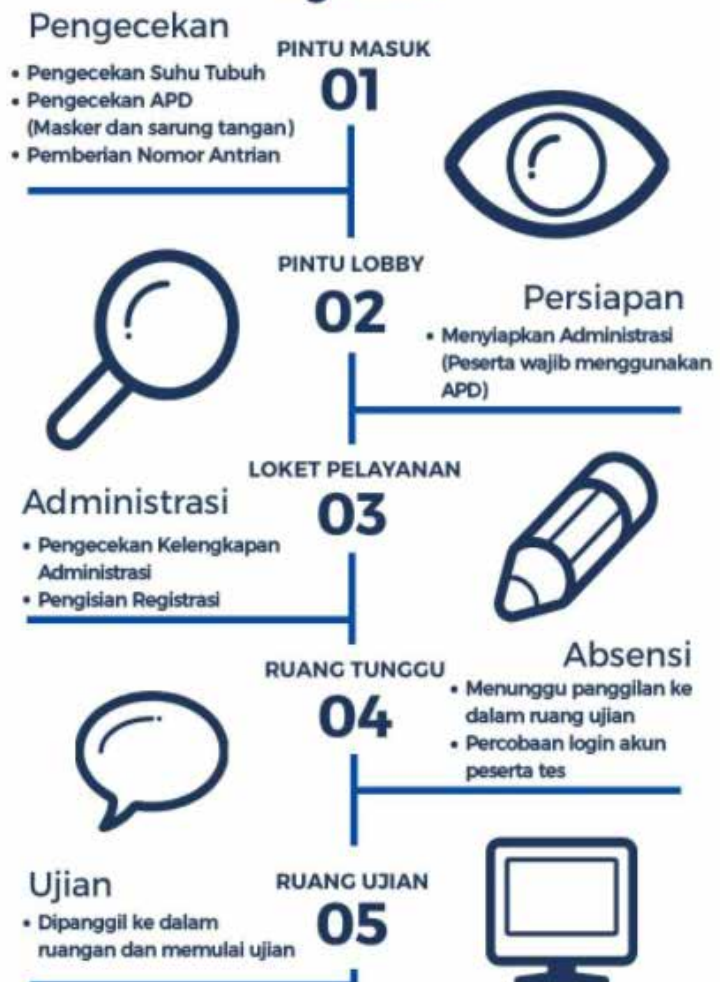 Pengecekan
PINTU MASUK
01
• Pengecekan Suhu Tubuh
• Pengecekan APD
(Masker dan sarung tangan)
• Pemberian Nomor Antrian
PINTU LOBBY
02
Persiapan
• Menyiapkan Administrasi
(Peserta wajib menggunakan
APD)
LOKET PELAYANAN
03
Administrasi
• Pengecekan Kelengkapan
Administrasi
• Pengisian Registrasi
RUANG TUNGGU
04
Absensi
• Menunggu panggilan ke
dalam ruang ujian
• Percobaan login akun
peserta tes
Ujian
RUANG UJIAN
05
• Dipanggil ke dalam
ruangan dan memulai ujian